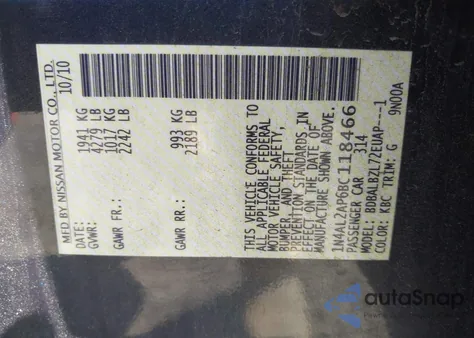 MFD BY NISSAN MOTOR CO., LTD.
DATE: 10/10
GVWR: 1941 KG
4279 LB
GAWR FR.: 1017 KG
2242 LB
GAWR RR.: 993 KG
2189 LB
THIS VEHICLE CONFORMS TO
ALL APPLICABLE FEDERAL
MOTOR VEHICLE SAFETY,
BUMPER, AND THEFT
PREVENTION STANDARDS IN
EFFECT ON THE DATE OF
MANUFACTURE SHOWN ABOVE.
1N4AL2AP6BC118466
PASSENGER CAR 314
MODEL: BDBALBZL72EUAP---1
COLOR: KBC TRIM: G 9N00A
autoSnap